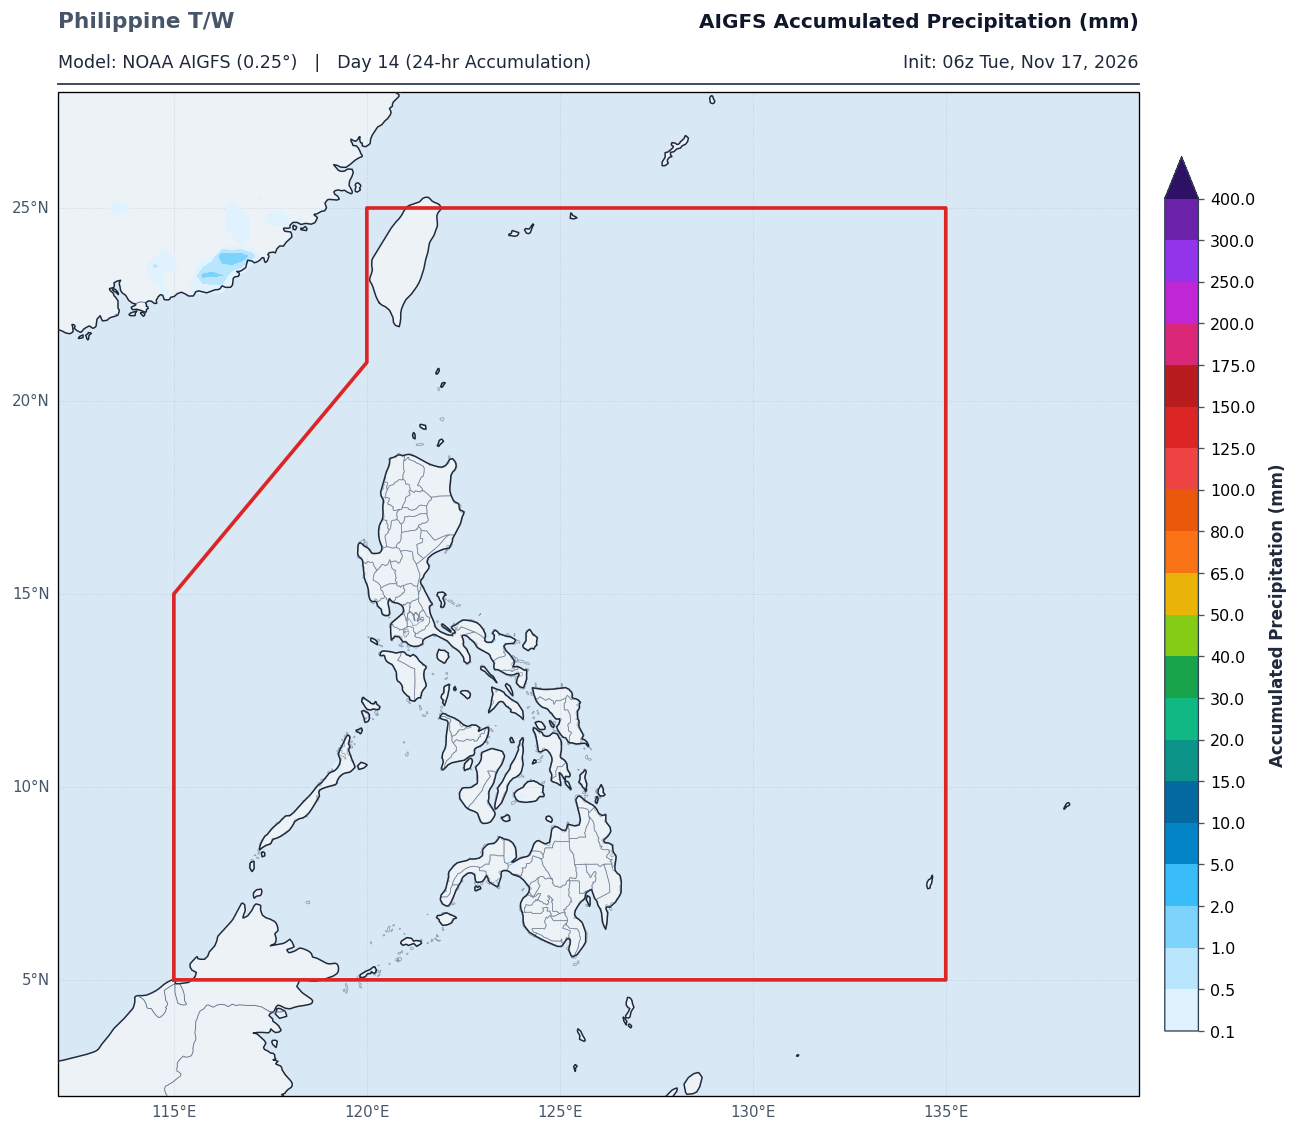 Philippine T/W
AIGFS Accumulated Precipitation (mm)
Model: NOAA AIGFS (0.25°) | Day 14 (24-hr Accumulation)
Init: 06z Tue, Nov 17, 2026
25°N
20°N
15°N
10°N
5°N
115°E
120°E
125°E
130°E
135°E
400.0
300.0
250.0
200.0
175.0
150.0
125.0
100.0
80.0
65.0
50.0
40.0
30.0
20.0
15.0
10.0
5.0
2.0
1.0
0.5
0.1
Accumulated Precipitation (mm)